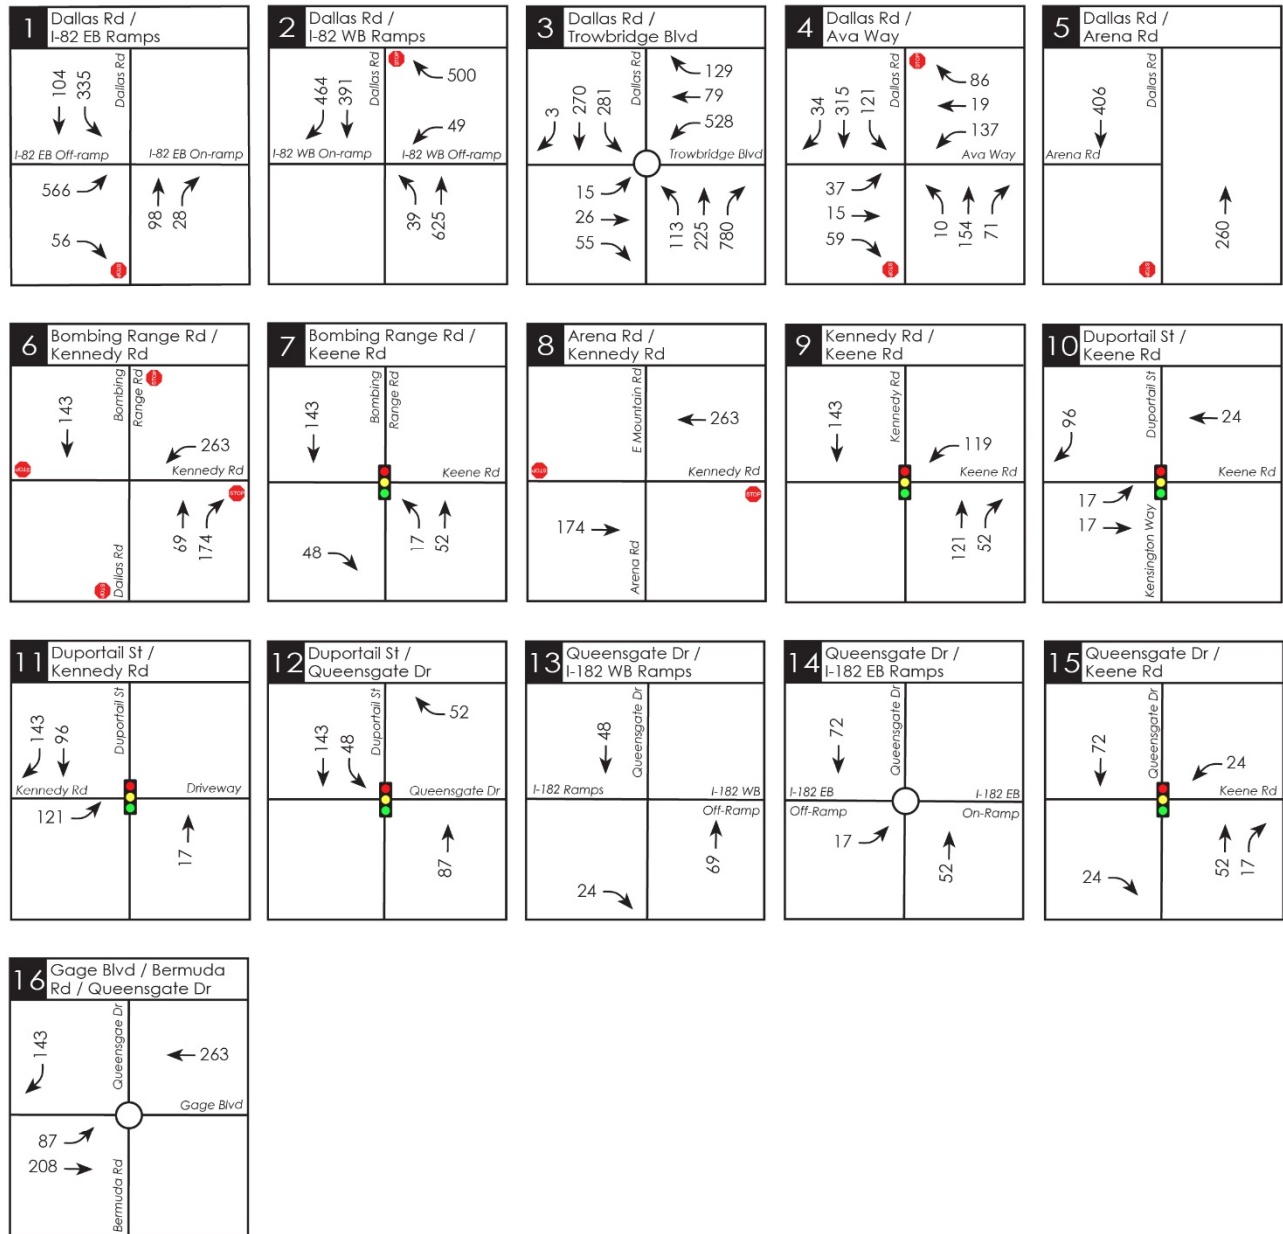 1
Dallas Rd /
I-82 EB Ramps
104
335
Dallas Rd
I-82 EB Off-ramp
I-82 EB On-ramp
566
56
98
28
STOP
2
Dallas Rd /
I-82 WB Ramps
464
391
Dallas Rd
STOP
500
49
I-82 WB On-ramp
I-82 WB Off-ramp
39
625
3
Dallas Rd /
Trowbridge Blvd
3
270
281
Dallas Rd
129
79
528
Trowbridge Blvd
15
26
55
113
225
780
4
Dallas Rd /
Ava Way
34
315
121
Dallas Rd
STOP
86
19
137
Ava Way
37
15
59
10
154
71
STOP
5
Dallas Rd /
Arena Rd
406
Dallas Rd
Arena Rd
260
STOP
6
Bombing Range Rd /
Kennedy Rd
143
Bombing
Range Rd
STOP
263
Kennedy Rd
STOP
STOP
69
174
Dallas Rd
STOP
7
Bombing Range Rd /
Keene Rd
143
Bombing
Range Rd
Keene Rd
48
17
52
8
Arena Rd /
Kennedy Rd
E Mountain Rd
263
STOP
Kennedy Rd
STOP
174
Arena Rd
9
Kennedy Rd /
Keene Rd
143
Kennedy Rd
119
Keene Rd
121
52
10
Duportail St /
Keene Rd
96
Duportail St
24
Keene Rd
17
17
Kensington Way
11
Duportail St /
Kennedy Rd
143
96
Duportail St
Kennedy Rd
Driveway
121
17
12
Duportail St /
Queensgate Dr
143
48
Duportail St
52
Queensgate Dr
87
13
Queensgate Dr /
I-182 WB Ramps
48
Queensgate Dr
I-182 Ramps
I-182 WB
Off-Ramp
24
69
14
Queensgate Dr /
I-182 EB Ramps
72
Queensgate Dr
I-182 EB
Off-Ramp
I-182 EB
On-Ramp
17
52
15
Queensgate Dr /
Keene Rd
72
Queensgate Dr
24
Keene Rd
24
52
17
16
Gage Blvd / Bermuda
Rd / Queensgate Dr
143
Queensgae Dr
263
Gage Blvd
87
208
Bermuda Rd